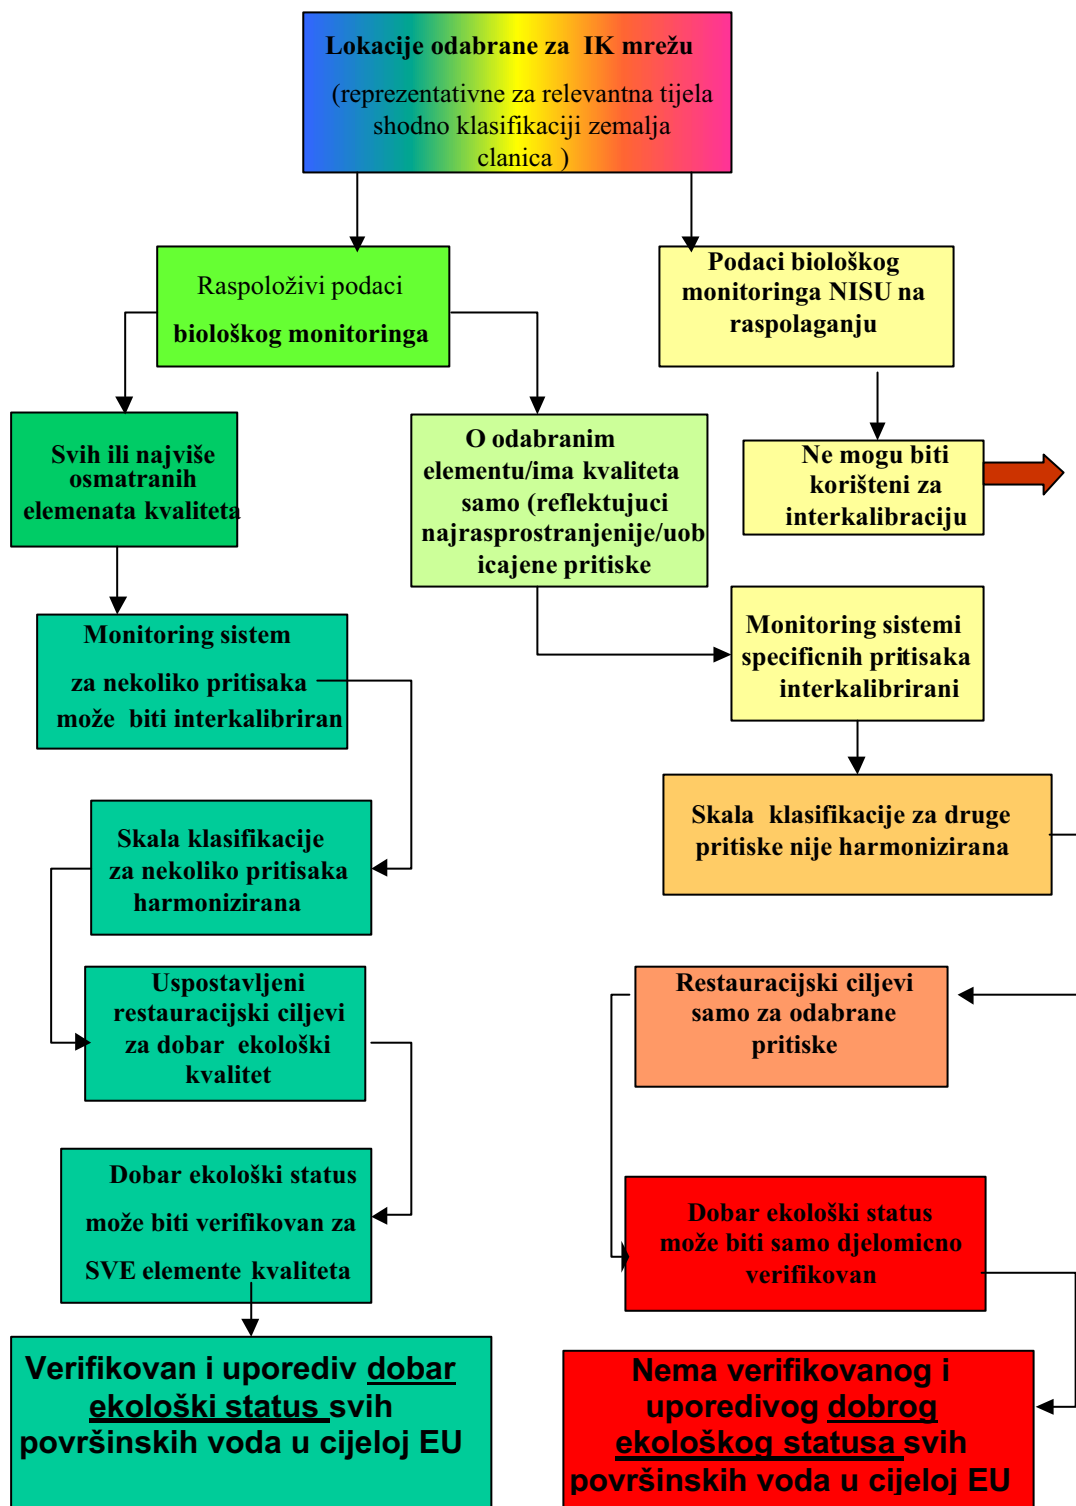 Lokacije odabrane za IK mrežu
(reprezentativne za relevantna tijela
shodno klasifikaciji zemalja
clanica )
Raspoloživi podaci
biološkog monitoringa
Podaci biološkog
monitoringa NISU na
raspolaganju
Svih ili najviše
osmatranih
elemenata kvaliteta
O odabranim
elementu/ima kvaliteta
samo (reflektujuci
najrasprostranjenije/uob
icajene pritiske
Ne mogu biti
korišteni za
interkalibraciju
Monitoring sistem
za nekoliko pritisaka
može biti interkalibriran
Monitoring sistemi
specificnih pritisaka
interkalibrirani
Skala klasifikacije
za nekoliko pritisaka
harmonizirana
Skala klasifikacije za druge
pritiske nije harmonizirana
Uspostavljeni
restauracijski ciljevi
za dobar ekološki
kvalitet
Restauracijski ciljevi
samo za odabrane
pritiske
Dobar ekološki status
može biti verifikovan za
SVE elemente kvaliteta
Dobar ekološki status
može biti samo djelomicno
verifikovan
Verifikovan i uporediv dobar
ekološki status svih
površinskih voda u cijeloj EU
Nema verifikovanog i
uporedivog dobrog
ekološkog statusa svih
površinskih voda u cijeloj EU